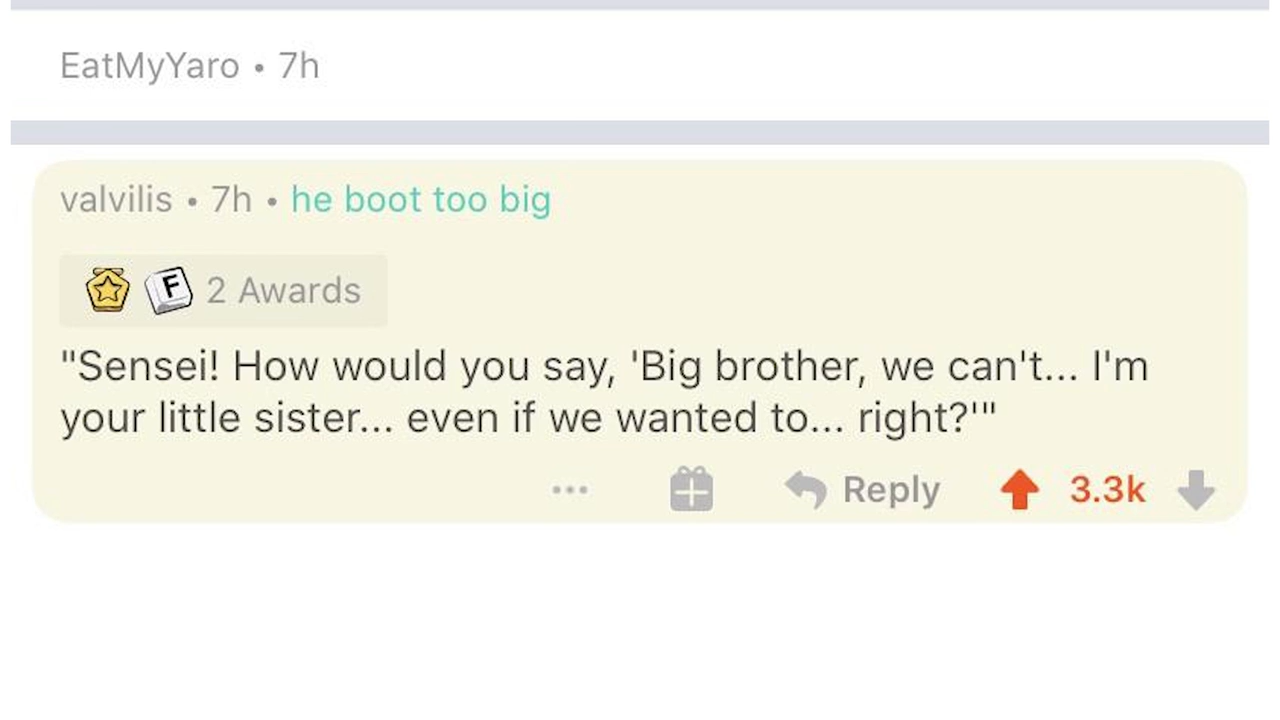 EatMyYaro • 7h
valvilis • 7h • he boot too big
F 2 Awards
"Sensei! How would you say, 'Big brother, we can't... I'm
your little sister... even if we wanted to... right?'"
... Reply 3.3k